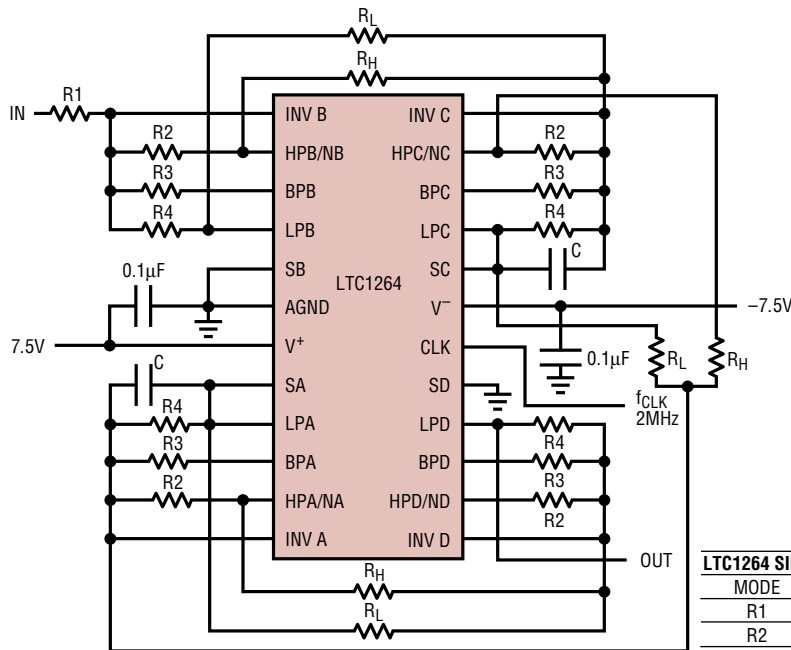 RL
RH
IN
R1
R2
R3
R4
INV B
HPB/NB
BPB
LPB
SB
AGND
V+
SA
LPA
BPA
HPA/NA
INV A
LTC1264
INV C
HPC/NC
BPC
LPC
SC
V–
CLK
SD
LPD
BPD
HPD/ND
INV D
R2
R3
R4
C
0.1µF
7.5V
C
R4
R3
R2
–7.5V
0.1µF
RL
RH
fCLK
2MHz
R4
R3
R2
OUT
RH
RL
LTC1264 SI
MODE
R1
R2